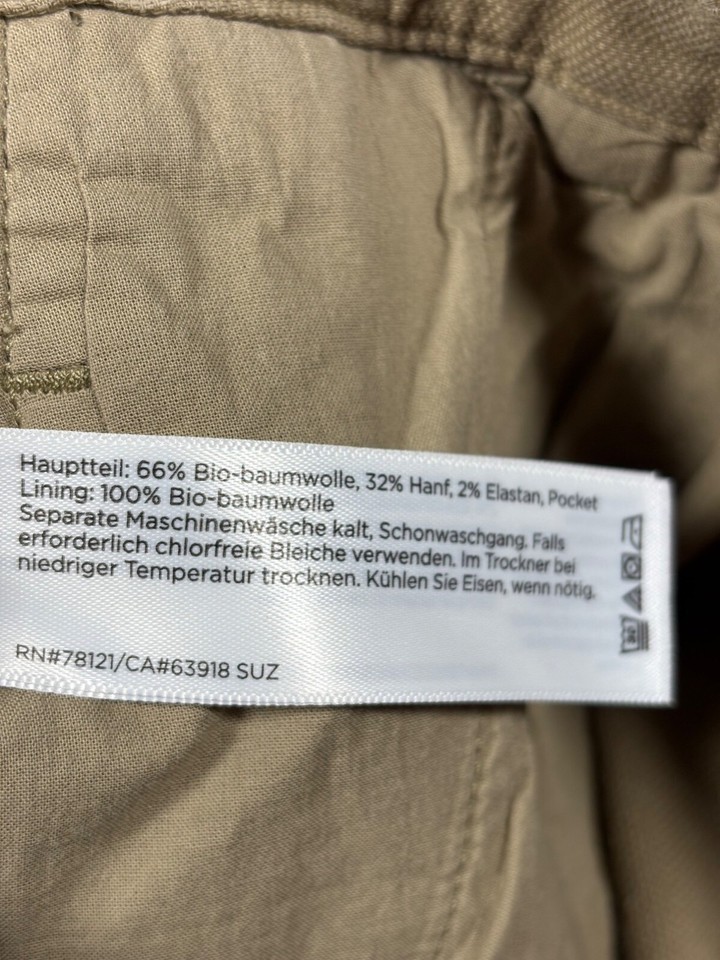 Hauptteil: 66% Bio-baumwolle, 32% Hanf, 2% Elastan, Pocket
Lining: 100% Bio-baumwolle
Separate Maschinenwäsche kalt, Schonwaschgang. Falls
erforderlich chlorfreie Bleiche verwenden. Im Trockner bei
niedriger Temperatur trocknen. Kühlen Sie Eisen, wenn nötig.
RN#78121/CA#63918 SUZ